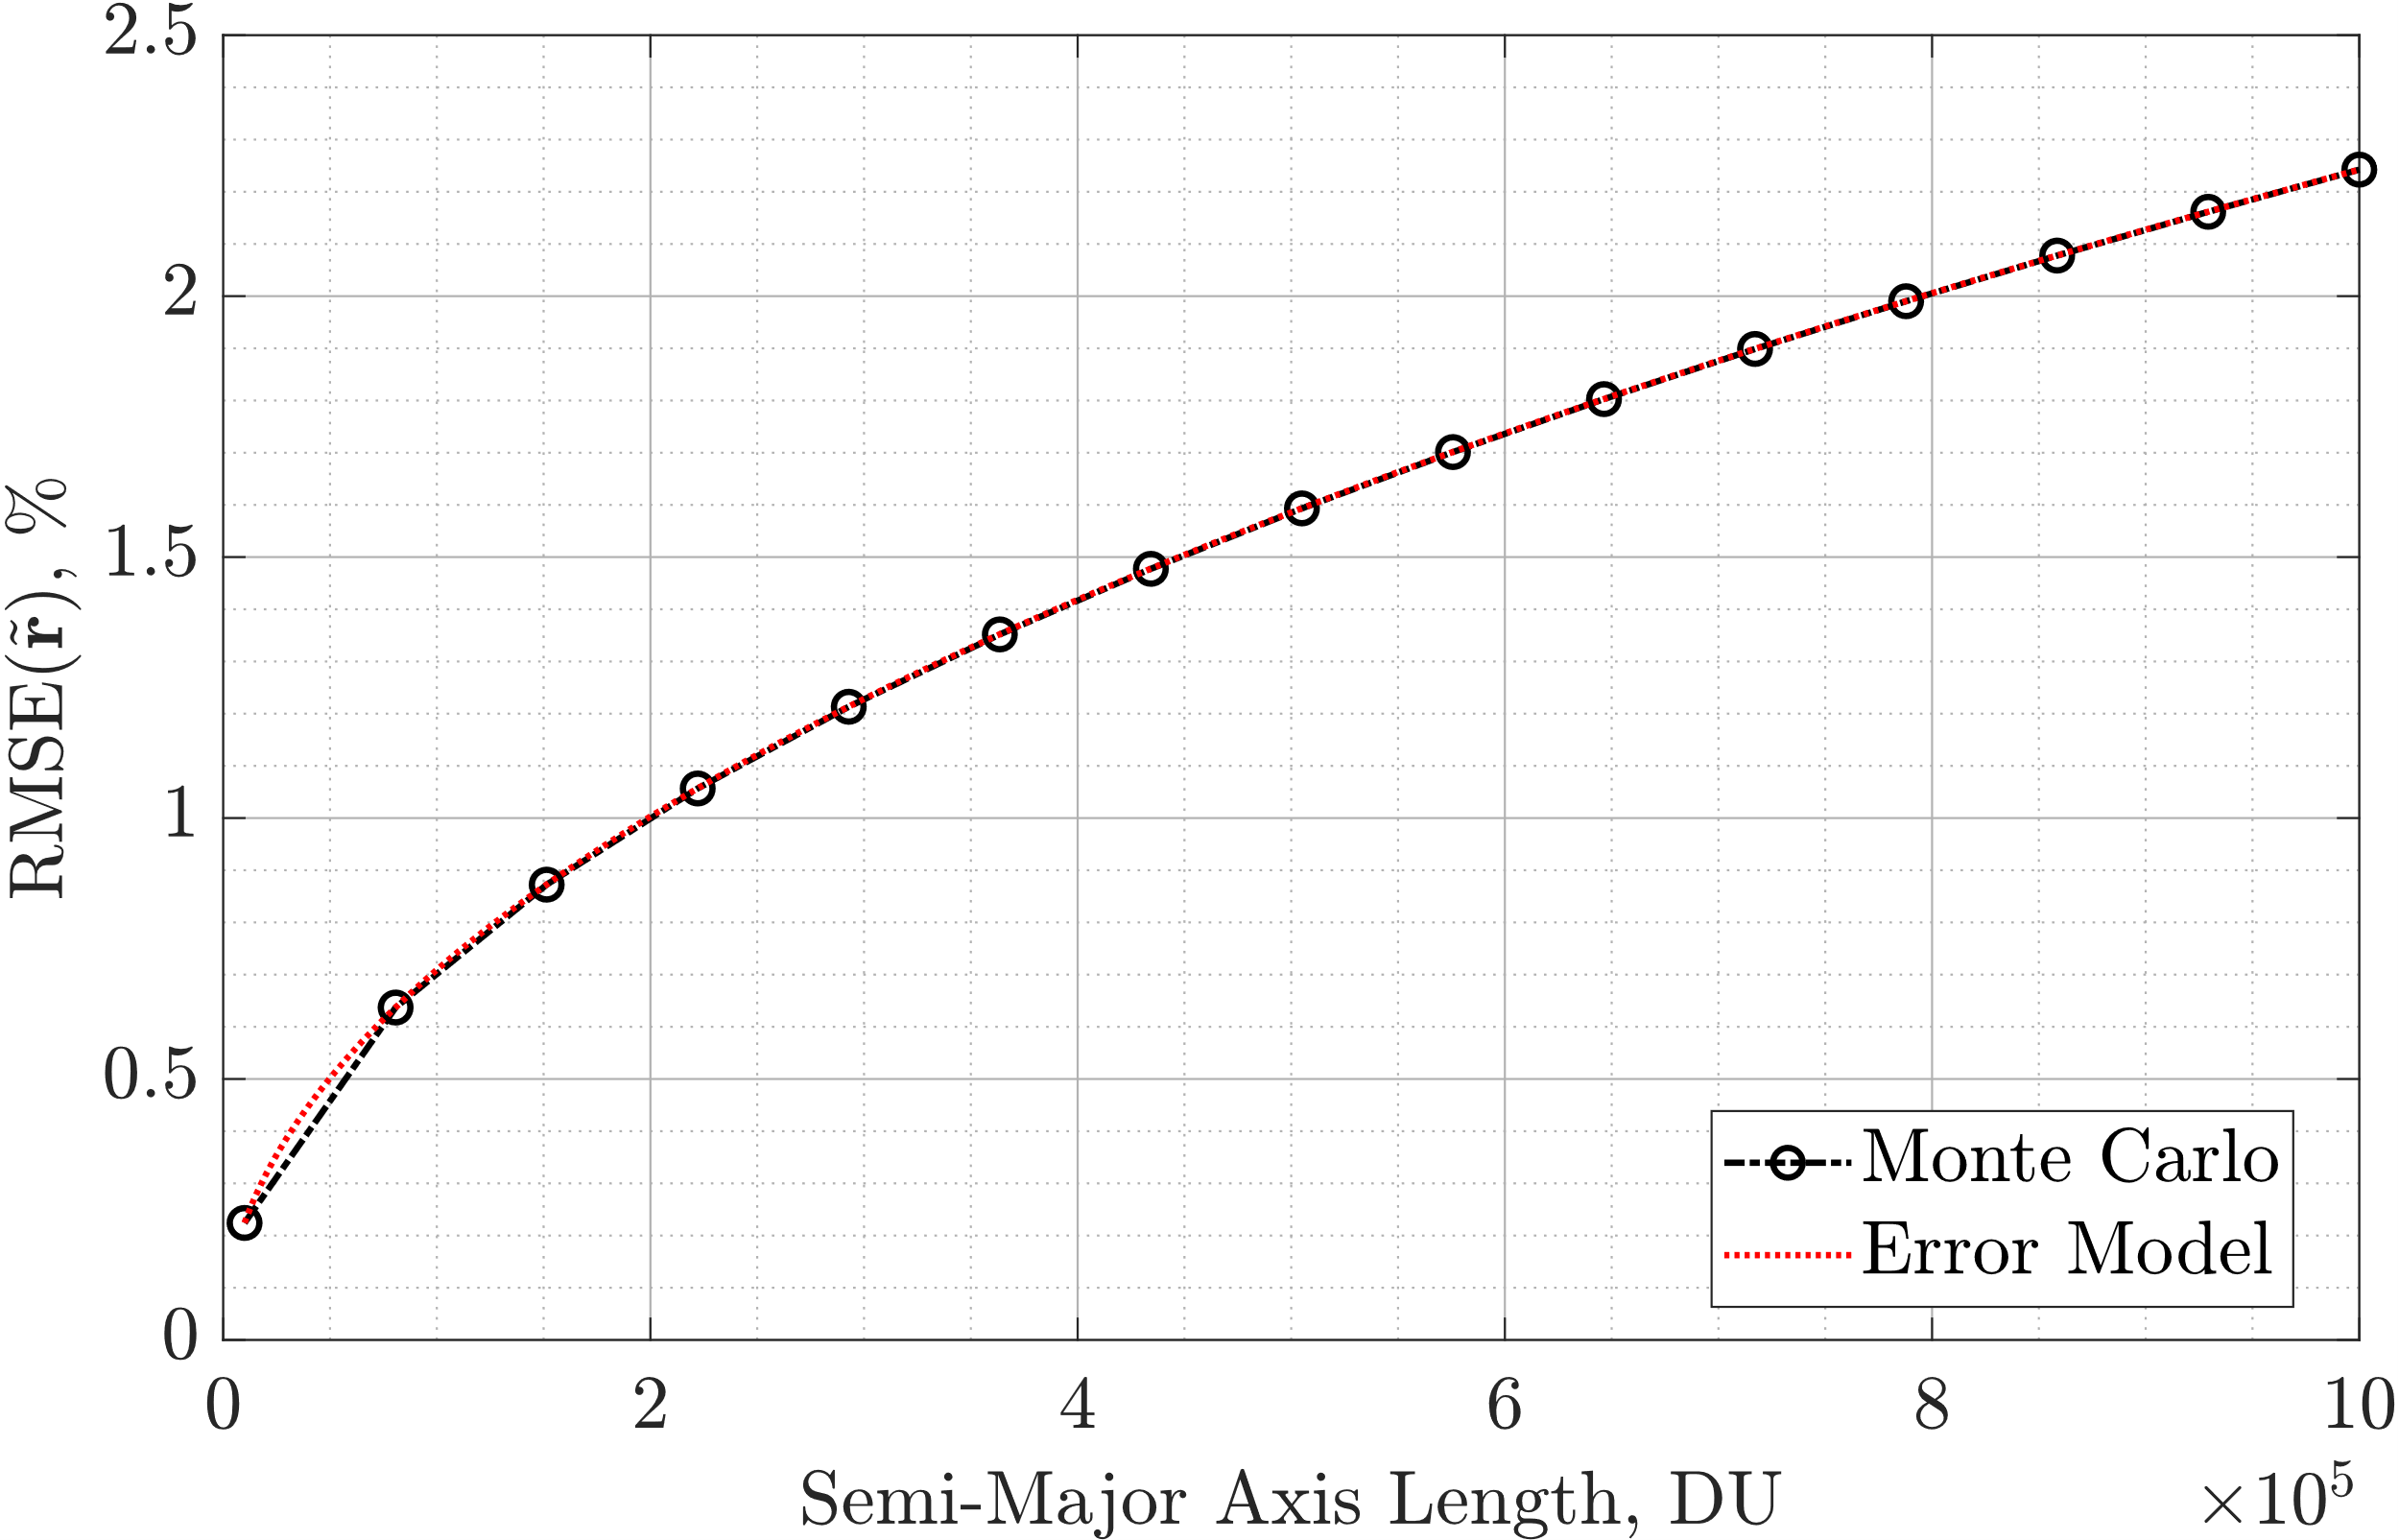 2.5
2
1.5
1
0.5
0
RMSE(r̃), %
0 2 4 6 8 10
×10⁵
Semi-Major Axis Length, DU
Monte Carlo
Error Model